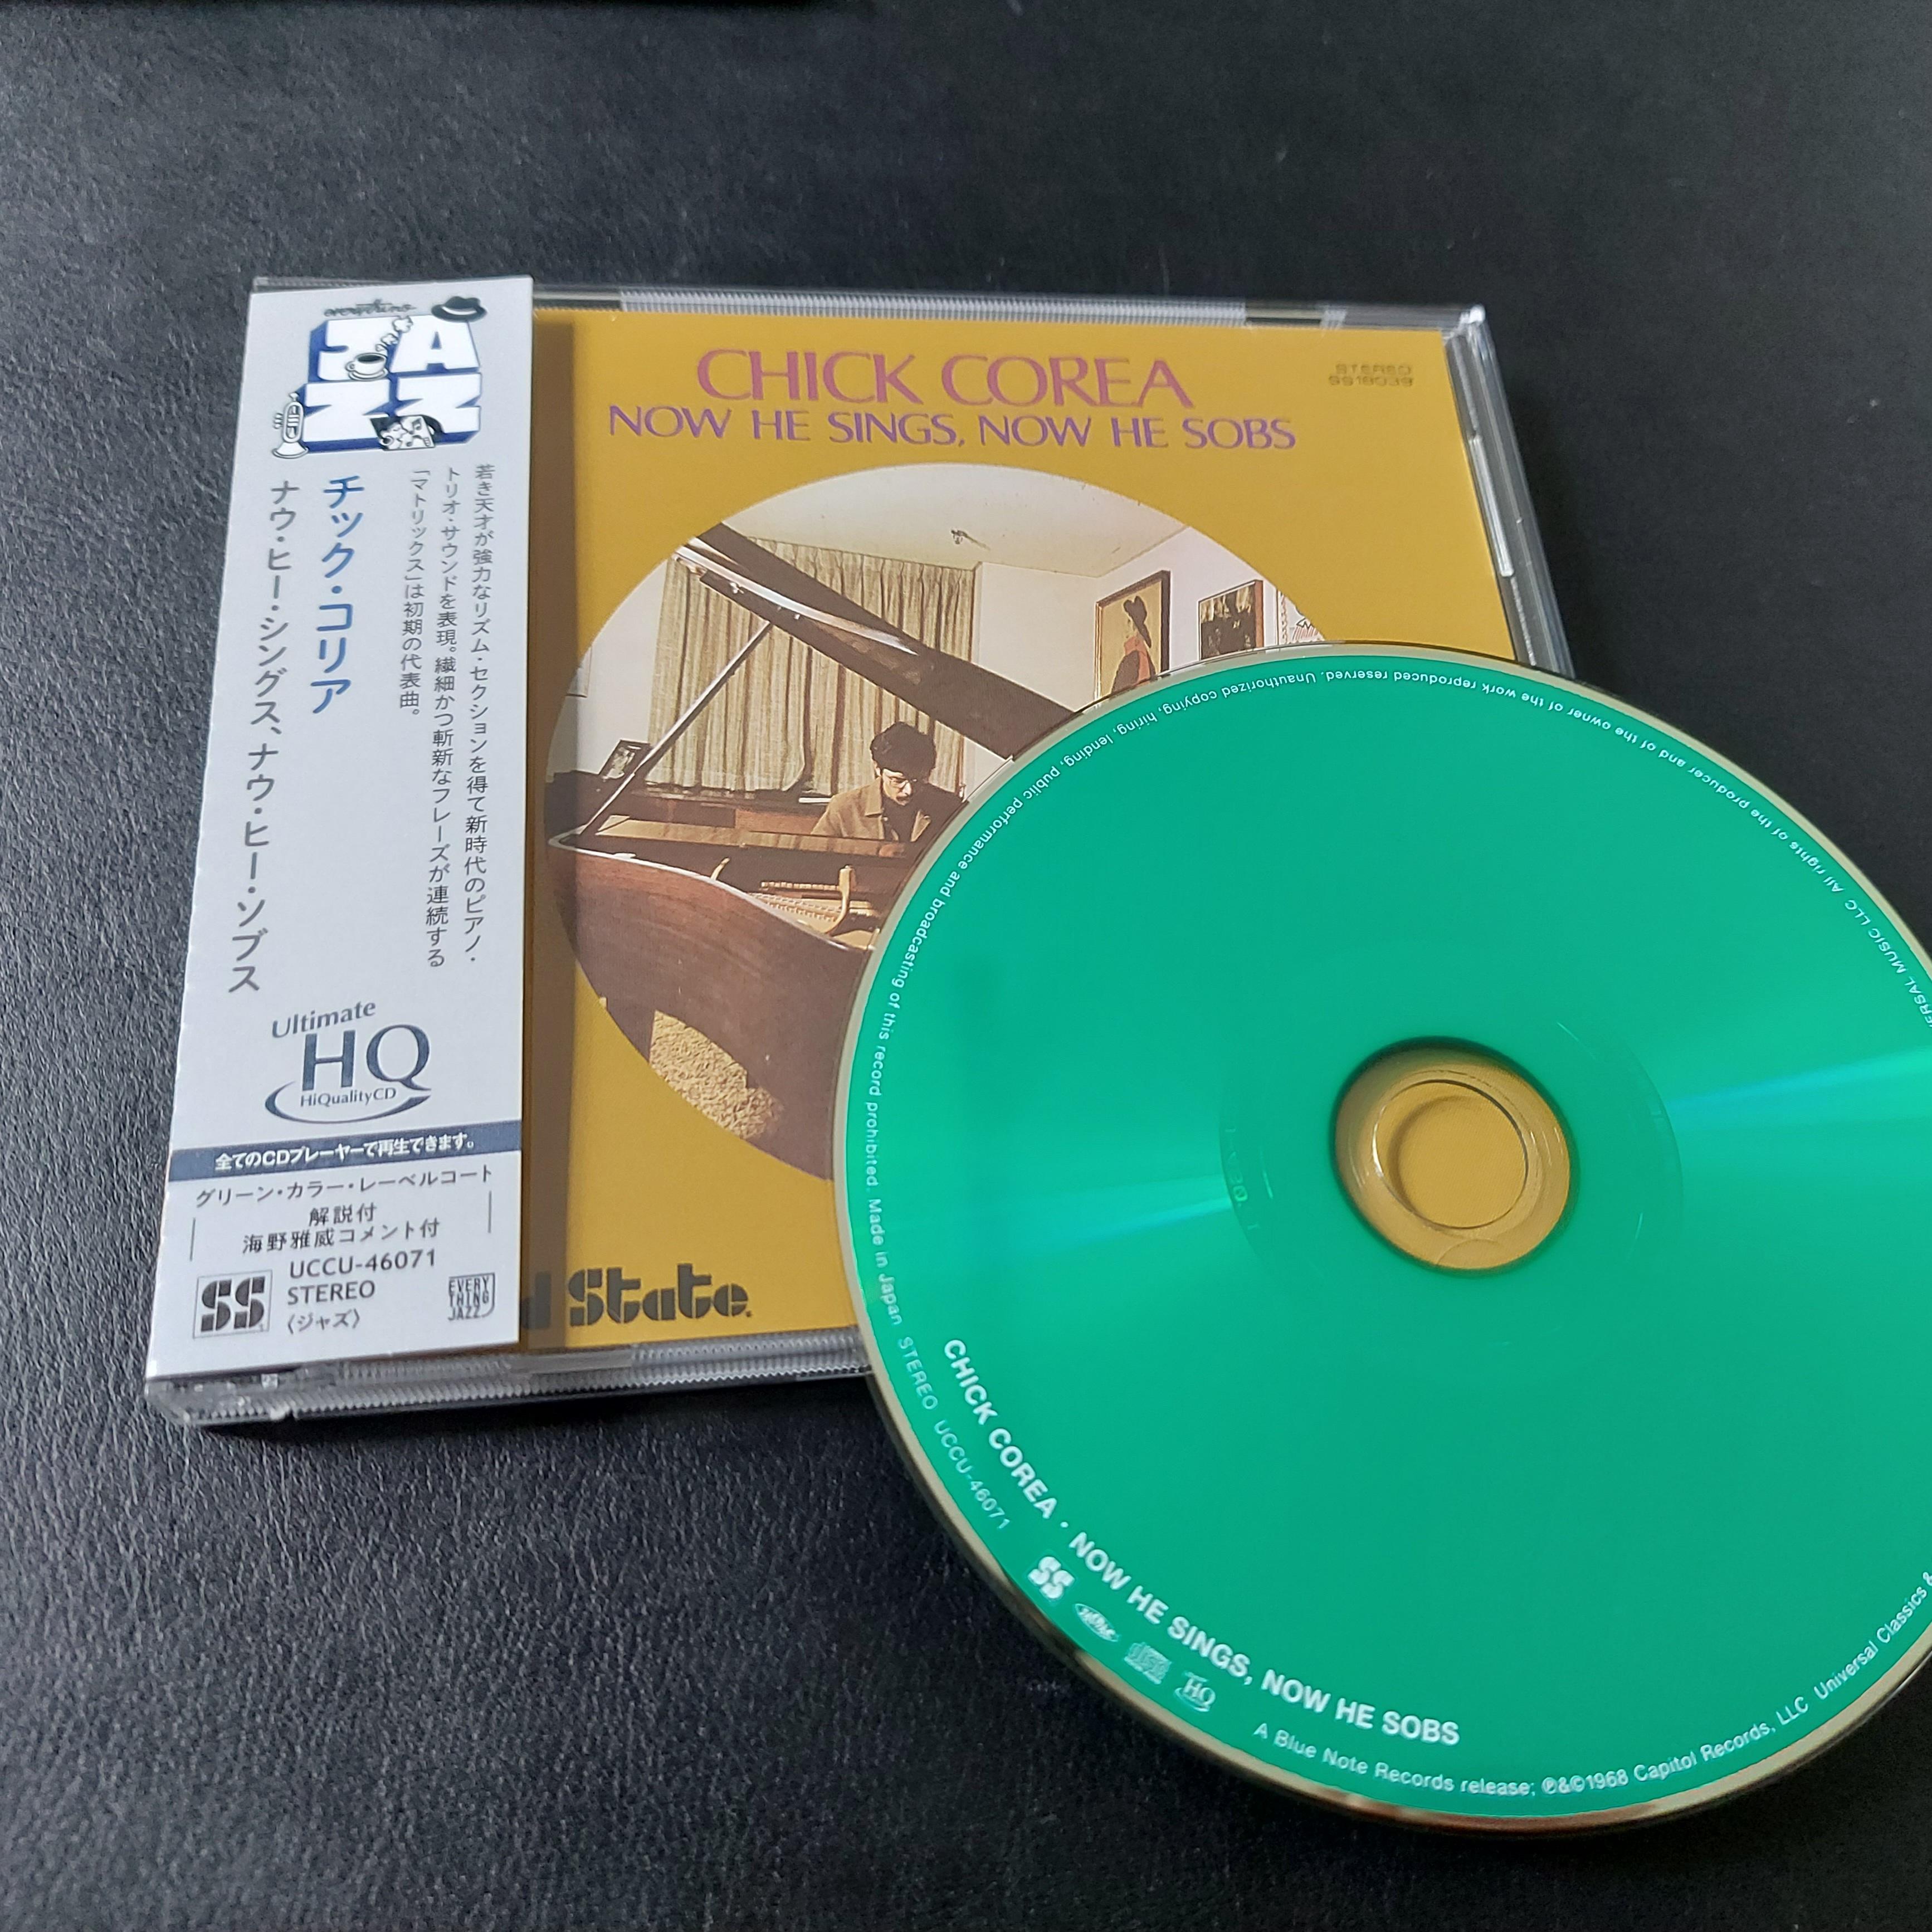 everything
JA
ZZ
若き天才が強力なリズム・セクションを得て新時代のピアノ・
トリオ・サウンドを表現。繊細かつ斬新なフレーズが連続する
「マトリックス」は初期の代表曲。
チック・コリア
ナウ・ヒー・シングス、ナウ・ヒー・ソブス
Ultimate
HQ
HiQualityCD
全てのCDプレーヤーで再生できます。
グリーン・カラー・レーベルコート
解説付
海野雅威コメント付
UCCU-46071
STEREO
〈ジャズ〉
SS
EVERY
THING
JAZZ
CHICK COREA
NOW HE SINGS, NOW HE SOBS
STEREO
SS18039
d State.
All rights of the producer and of the owner of the work reproduced reserved. Unauthorized copying, hiring, lending, public performance and broadcasting of this record prohibited. Made in Japan
STEREO UCCU-46071
CHICK COREA · NOW HE SINGS, NOW HE SOBS
SS
HQ
A Blue Note Records release; ℗&©1968 Capitol Records, LLC Universal Classics &
ERSAL MUSIC LLC